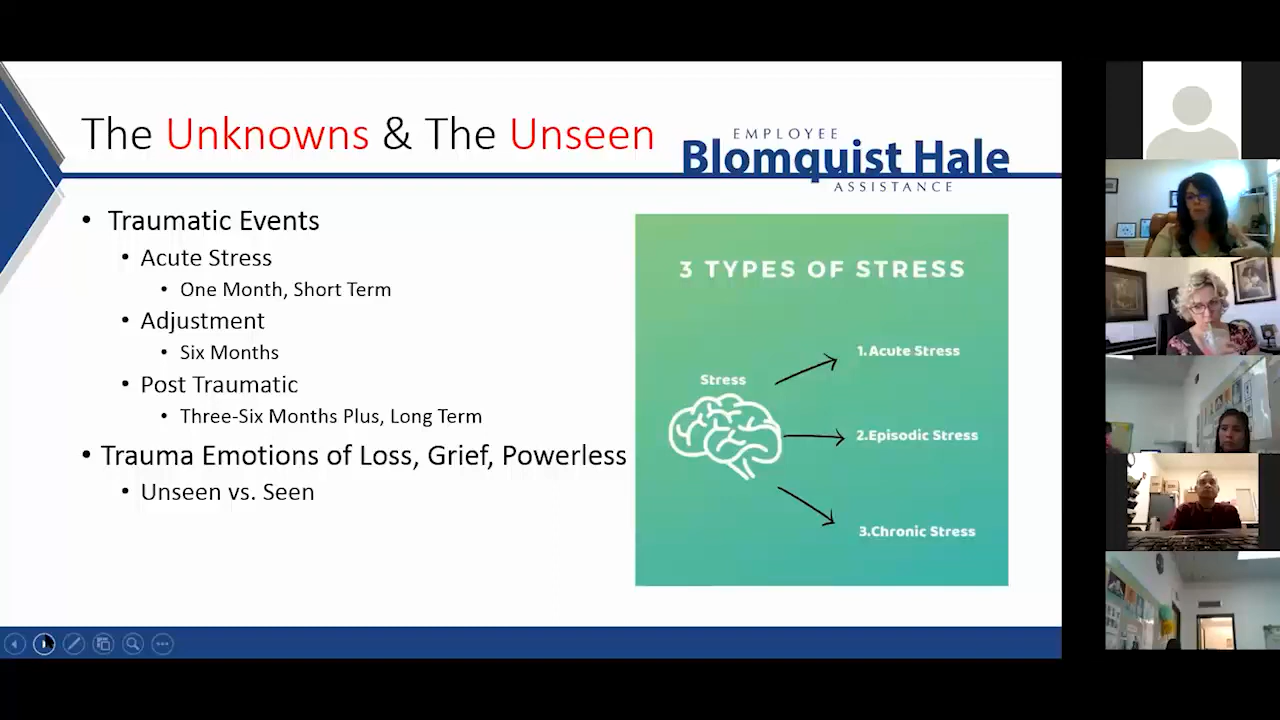 The Unknowns & The Unseen
EMPLOYEE
Blomquist Hale
ASSISTANCE
• Traumatic Events
• Acute Stress
• One Month, Short Term
• Adjustment
• Six Months
• Post Traumatic
• Three-Six Months Plus, Long Term
• Trauma Emotions of Loss, Grief, Powerless
• Unseen vs. Seen
3 TYPES OF STRESS
Stress
1.Acute Stress
2.Episodic Stress
3.Chronic Stress